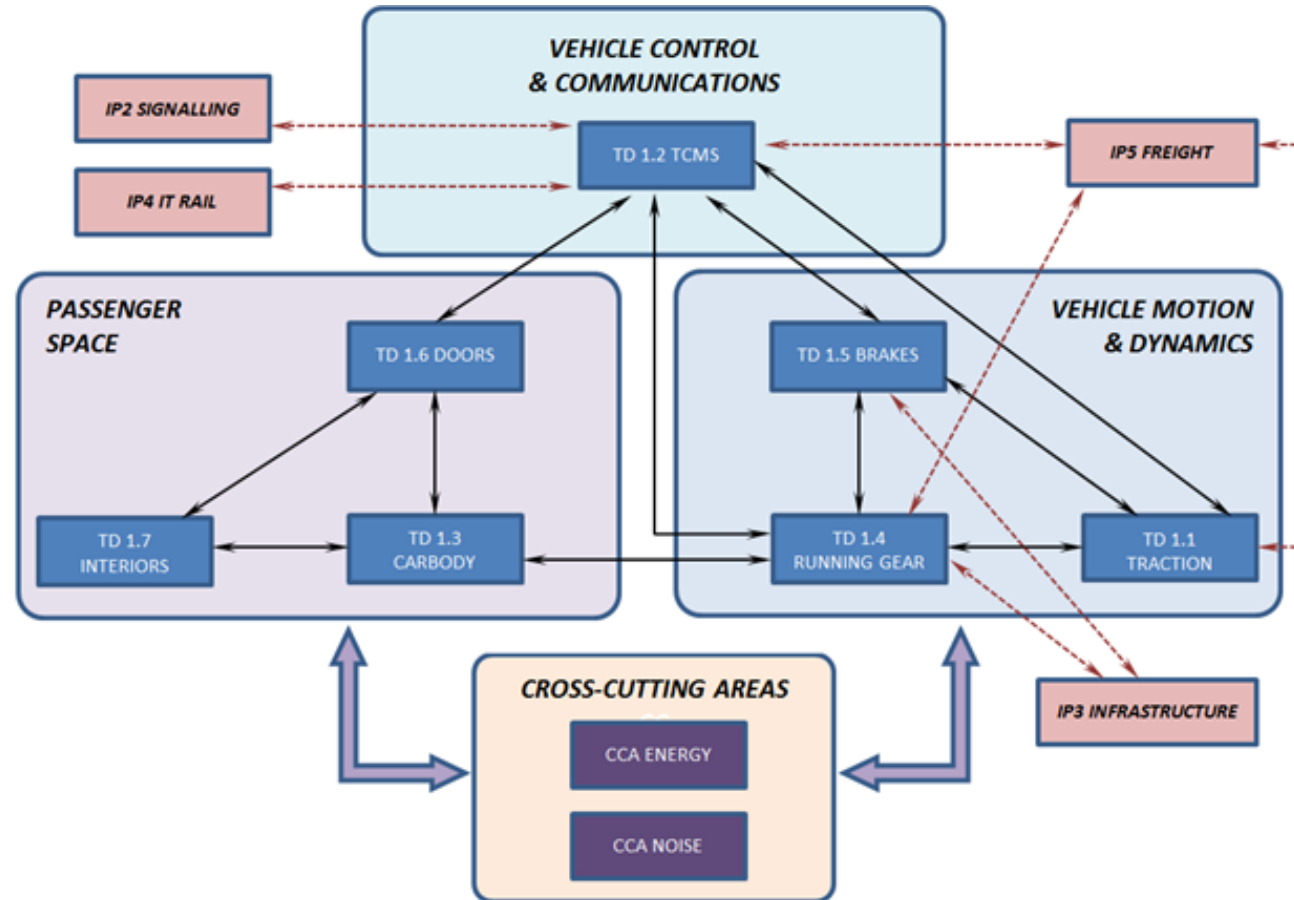 VEHICLE CONTROL
& COMMUNICATIONS
IP2 SIGNALLING
TD 1.2 TCMS
IP5 FREIGHT
IP4 IT RAIL
PASSENGER
SPACE
VEHICLE MOTION
& DYNAMICS
TD 1.6 DOORS
TD 1.5 BRAKES
TD 1.7
INTERIORS
TD 1.3
CARBODY
TD 1.4
RUNNING GEAR
TD 1.1
TRACTION
CROSS-CUTTING AREAS
IP3 INFRASTRUCTURE
CCA ENERGY
CCA NOISE